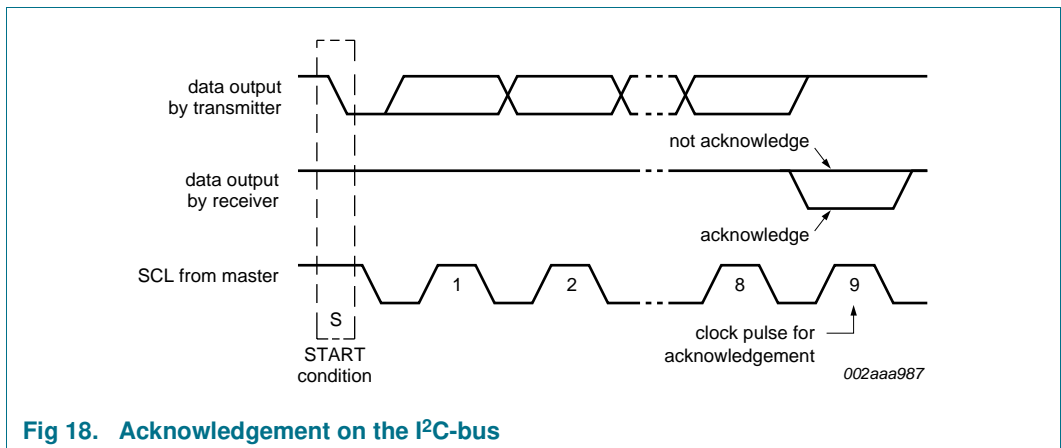 data output
by transmitter
not acknowledge
data output
by receiver
acknowledge
SCL from master
1
2
8
9
S
START
condition
clock pulse for
acknowledgement
002aaa987
Fig 18. Acknowledgement on the I²C-bus